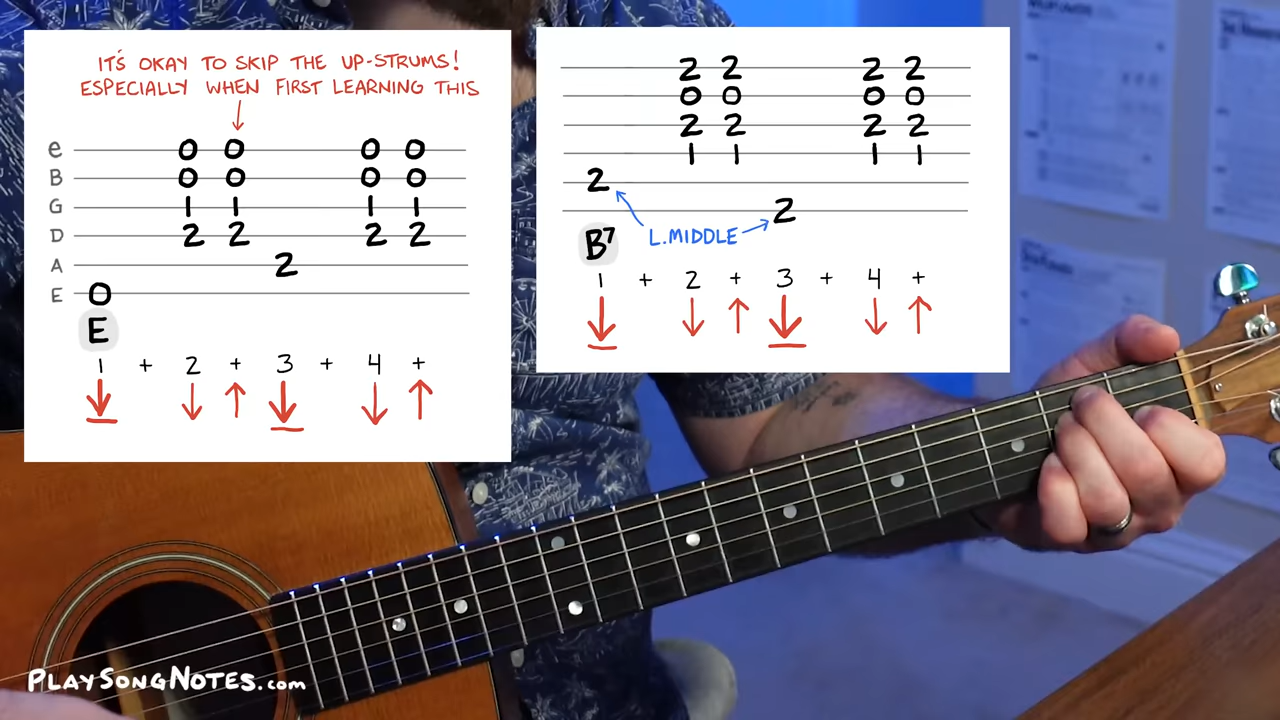 IT'S OKAY TO SKIP THE UP-STRUMS!
ESPECIALLY WHEN FIRST LEARNING THIS
e 0 0 0 0
B 0 0 0 0
G 1 1 1 1
D 2 2 2 2
A 2
E 0
E
1 + 2 + 3 + 4 +
2 2 2 2
0 0 0 0
2 2 2 2
1 1 1 1
2
2
L.MIDDLE
B7
1 + 2 + 3 + 4 +
PLAYSONGNOTES.COM